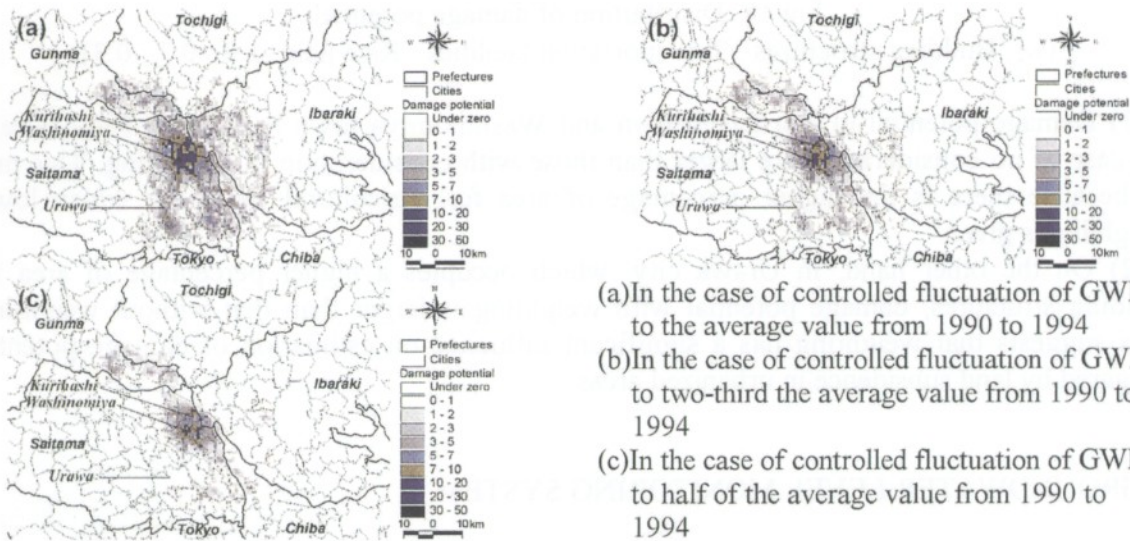 (a)
Tochigi
Gunma
Kurihashi
Washinomiya
Ibaraki
Saitama
Urawa
Tokyo
Chiba
Prefectures
Cities
Damage potential
Under zero
0 - 1
1 - 2
2 - 3
3 - 5
5 - 7
7 - 10
10 - 20
20 - 30
30 - 50
10 0 10km
(b)
Tochigi
Gunma
Kurihashi
Washinomiya
Ibaraki
Saitama
Urawa
Tokyo
Chiba
Prefectures
Cities
Damage potential
Under zero
0 - 1
1 - 2
2 - 3
3 - 5
5 - 7
7 - 10
10 - 20
20 - 30
30 - 50
10 0 10km
(c)
Tochigi
Gunma
Kurihashi
Washinomiya
Ibaraki
Saitama
Urawa
Tokyo
Chiba
Prefectures
Cities
Damage potential
Under zero
0 - 1
1 - 2
2 - 3
3 - 5
5 - 7
7 - 10
10 - 20
20 - 30
30 - 50
10 0 10km
(a)In the case of controlled fluctuation of
to the average value from 1990 to 1994
(b)In the case of controlled fluctuation of
to two-third the average value from 1990 to
1994
(c)In the case of controlled fluctuation of
to half of the average value from 1990 to
1994